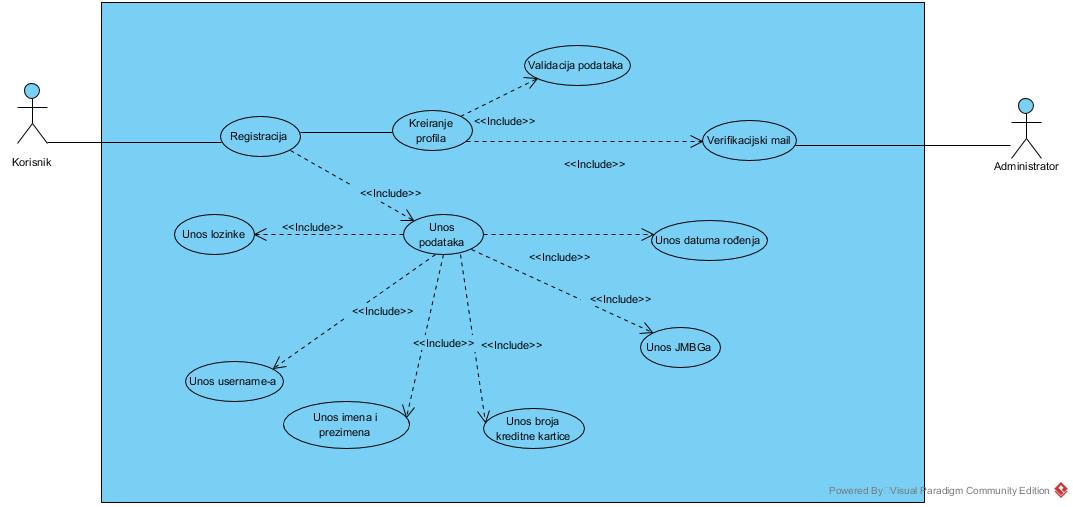 Validacija podataka
Kreiranje
profila
<<Include>>
Registracija
Verifikacijski mail
Korisnik
<<Include>>
Administrator
<<Include>>
Unos lozinke
<<Include>>
Unos
podataka
Unos datuma rođenja
<<Include>>
<<Include>>
<<Include>>
<<Include>>
<<Include>>
Unos JMBGa
Unos username-a
Unos imena i
prezimena
Unos broja
kreditne kartice
Powered By Visual Paradigm Community Edition